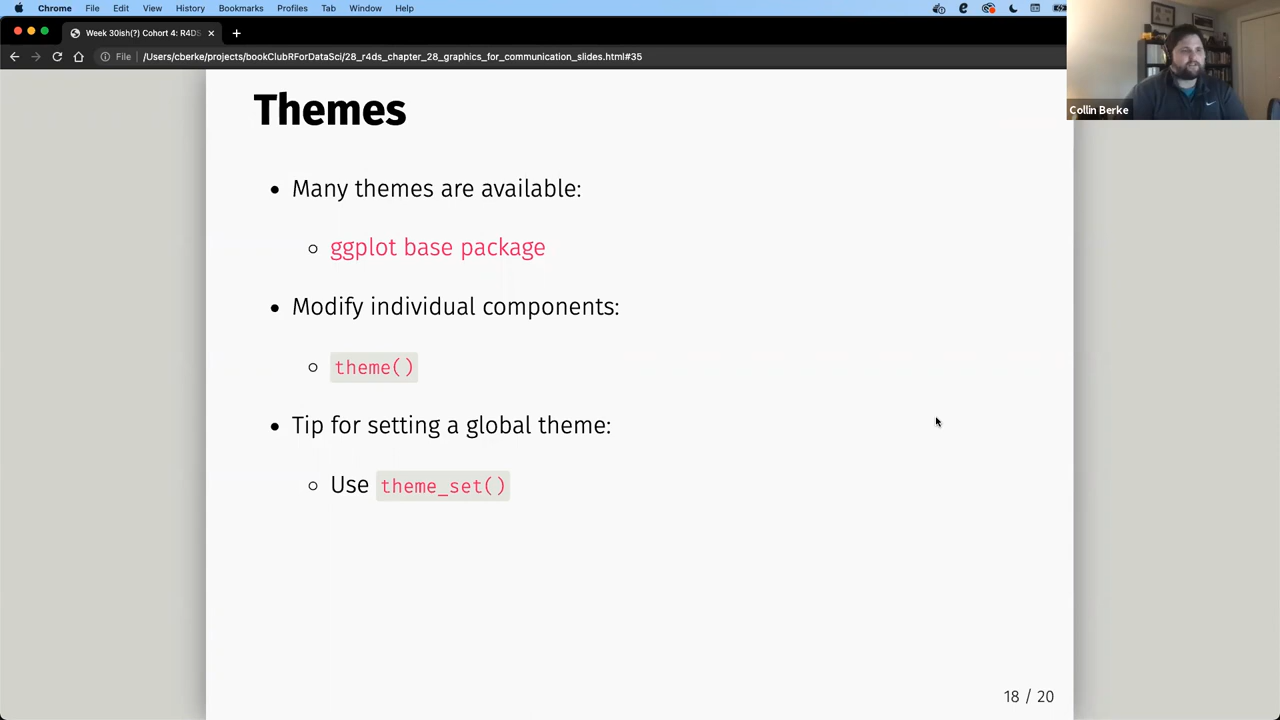 Chrome File Edit View History Bookmarks Profiles Tab Window Help
Week 30ish(?) Cohort 4: R4DS
File /Users/cberke/projects/bookClubRForDataSci/28_r4ds_chapter_28_graphics_for_communication_slides.html#35
Collin Berke
Themes
Many themes are available:
ggplot base package
Modify individual components:
theme()
Tip for setting a global theme:
Use theme_set()
18 / 20